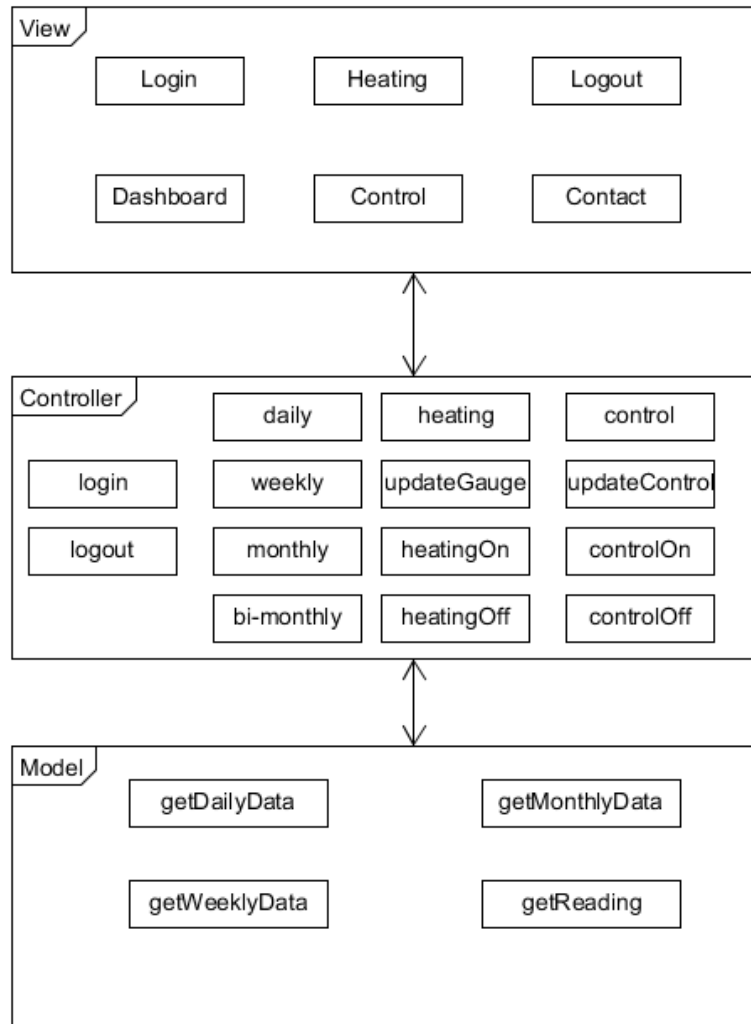 View
Login
Heating
Logout
Dashboard
Control
Contact
Controller
daily
heating
control
login
weekly
updateGauge
updateControl
logout
monthly
heatingOn
controlOn
bi-monthly
heatingOff
controlOff
Model
getDailyData
getMonthlyData
getWeeklyData
getReading